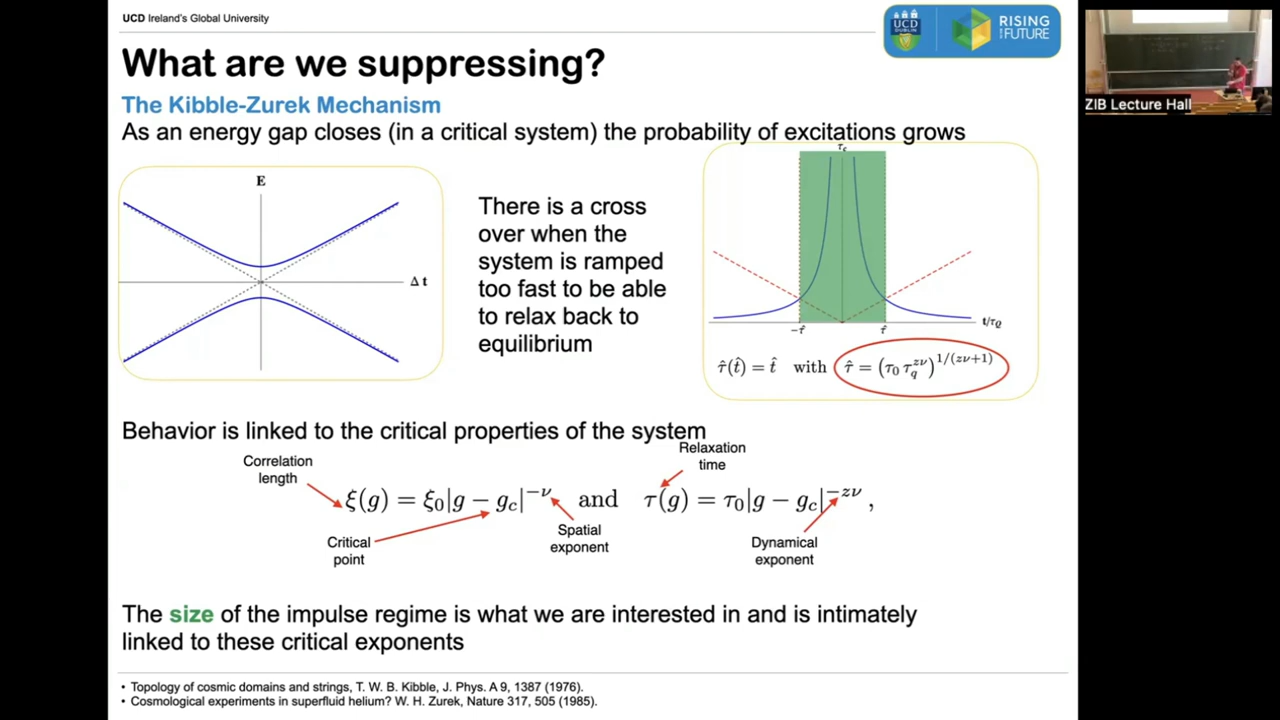 UCD Ireland's Global University
UCD
DUBLIN
RISING
TO THE
FUTURE
ZIB Lecture Hall
What are we suppressing?
The Kibble-Zurek Mechanism
As an energy gap closes (in a critical system) the probability of excitations grows
E
Δ t
There is a cross
over when the
system is ramped
too fast to be able
to relax back to
equilibrium
τ_c
t/τ_Q
-τ̂
τ̂
τ̂(t̂) = t̂ with τ̂ = (τ₀ τ_q^{zν})^{1/(zν+1)}
Behavior is linked to the critical properties of the system
Correlation
length
Relaxation
time
ξ(g) = ξ₀|g − g_c|^{−ν} and τ(g) = τ₀|g − g_c|^{−zν} ,
Critical
point
Spatial
exponent
Dynamical
exponent
The size of the impulse regime is what we are interested in and is intimately
linked to these critical exponents
• Topology of cosmic domains and strings, T. W. B. Kibble, J. Phys. A 9, 1387 (1976).
• Cosmological experiments in superfluid helium? W. H. Zurek, Nature 317, 505 (1985).